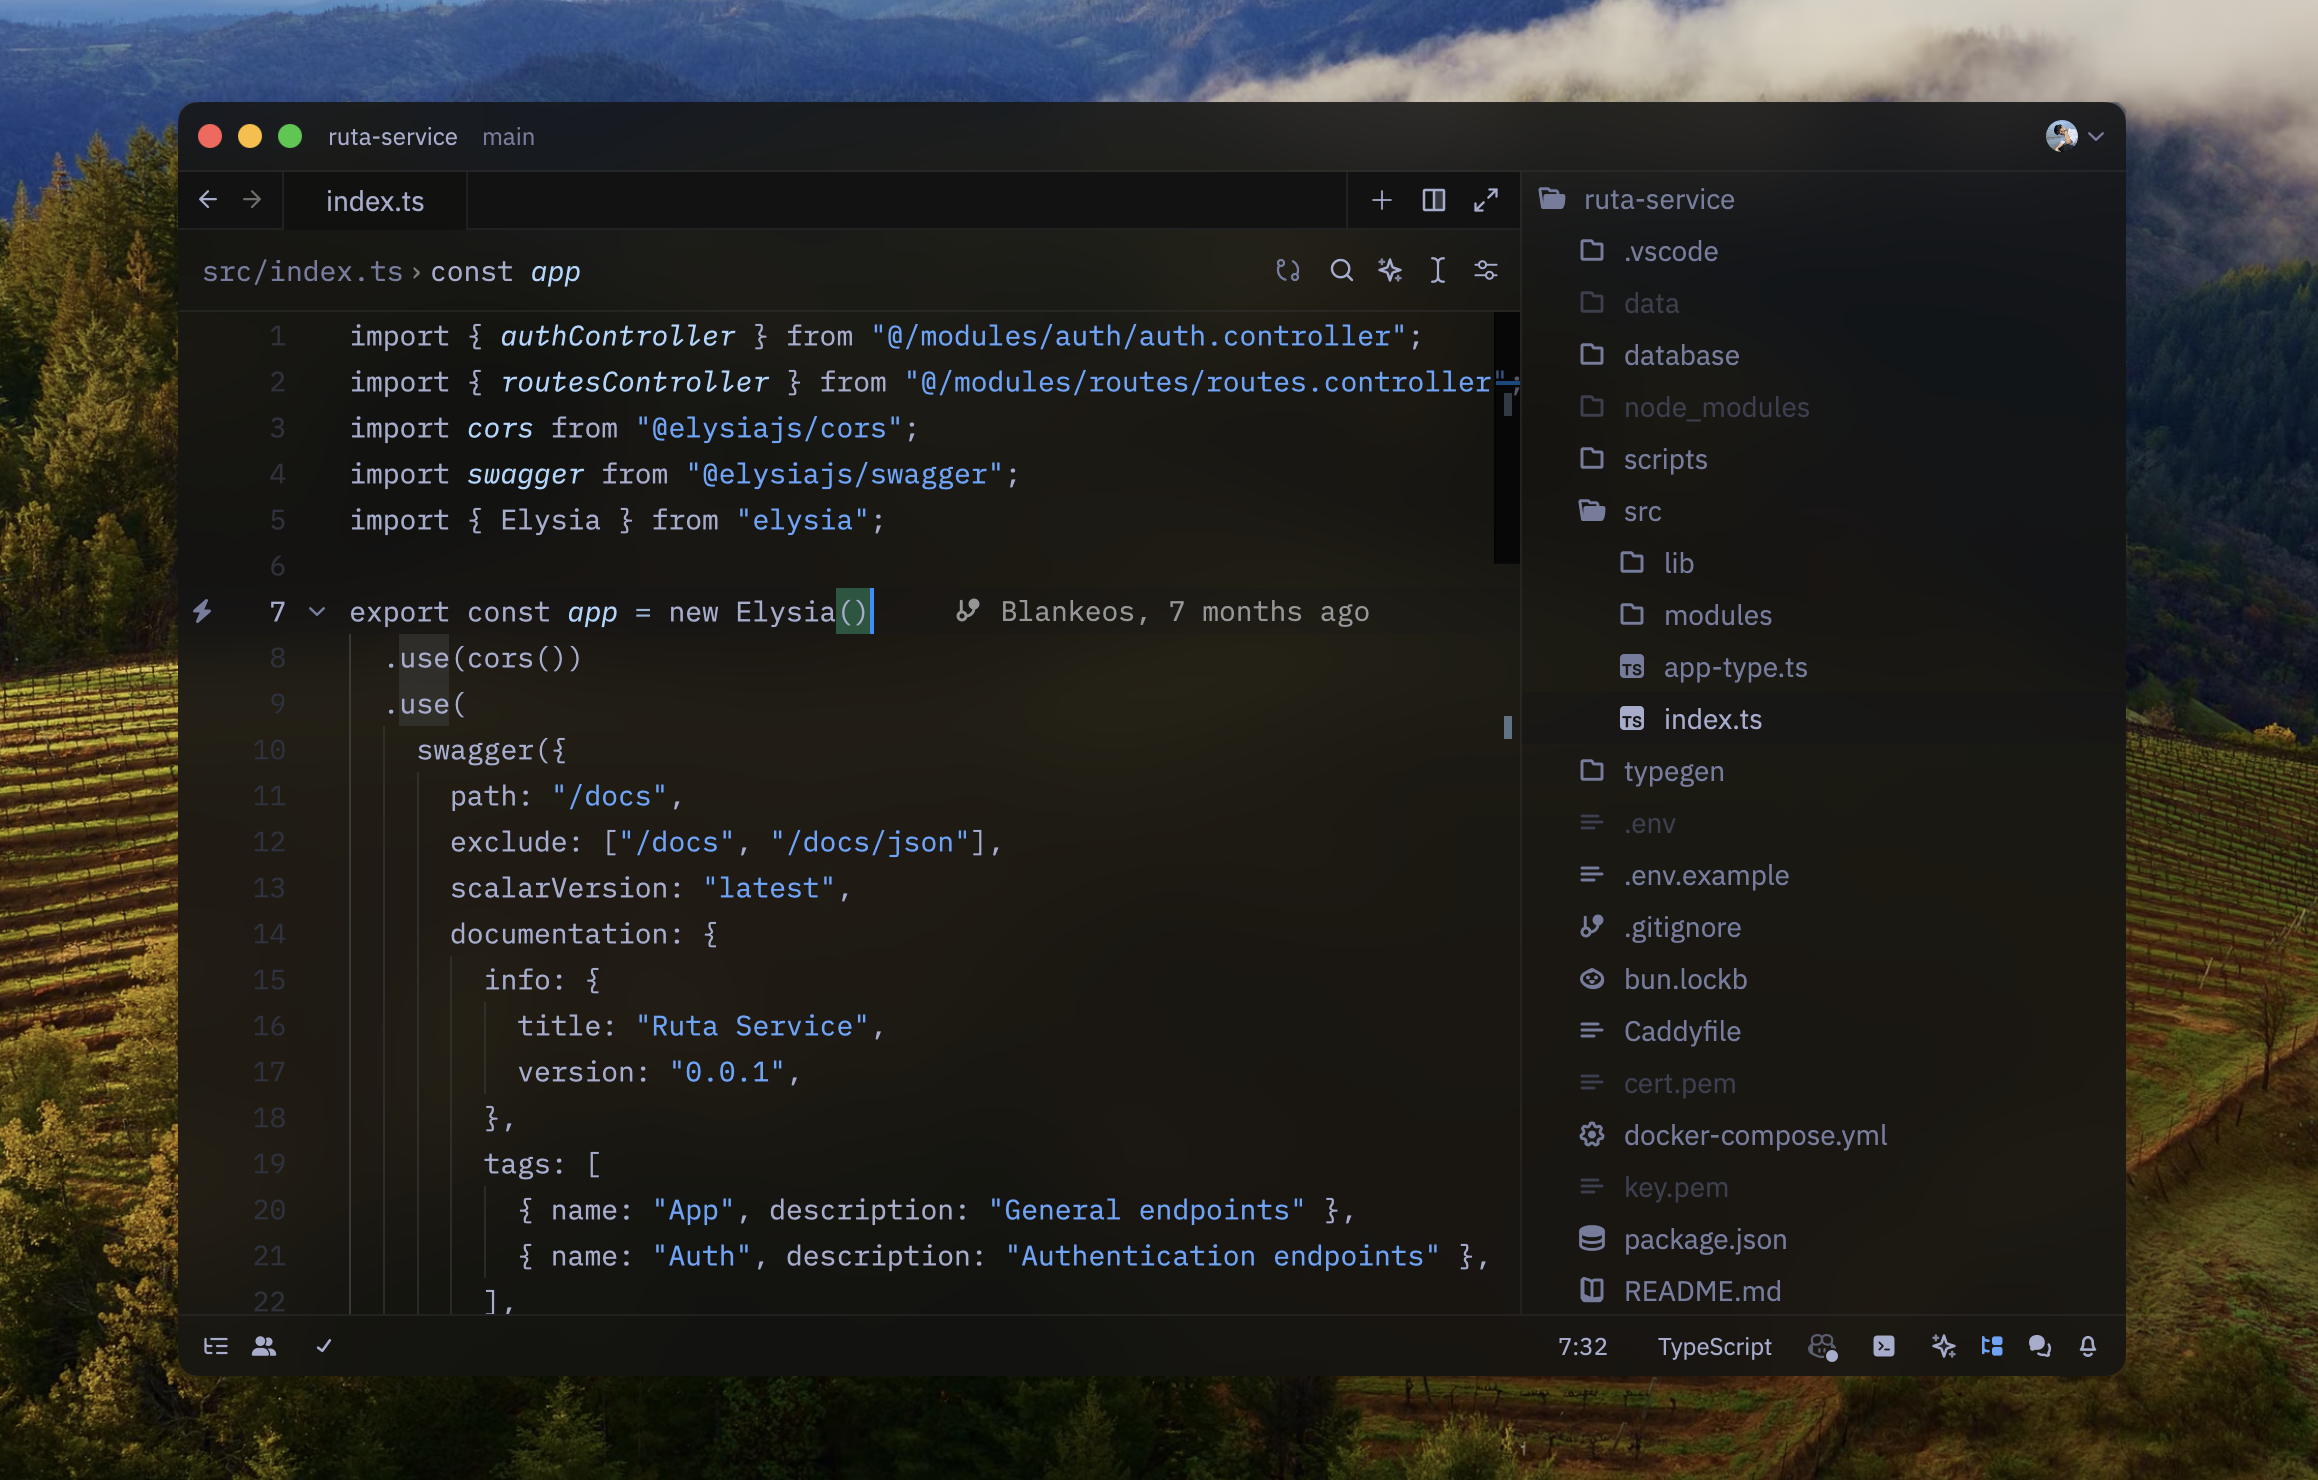 ruta-service main
index.ts
src/index.ts › const app
1 import { authController } from "@/modules/auth/auth.controller";
2 import { routesController } from "@/modules/routes/routes.controller";
3 import cors from "@elysiajs/cors";
4 import swagger from "@elysiajs/swagger";
5 import { Elysia } from "elysia";
6
7 export const app = new Elysia() Blankeos, 7 months ago
8 .use(cors())
9 .use(
10 swagger({
11 path: "/docs",
12 exclude: ["/docs", "/docs/json"],
13 scalarVersion: "latest",
14 documentation: {
15 info: {
16 title: "Ruta Service",
17 version: "0.0.1",
18 },
19 tags: [
20 { name: "App", description: "General endpoints" },
21 { name: "Auth", description: "Authentication endpoints" },
22 ],
ruta-service
.vscode
data
database
node_modules
scripts
src
lib
modules
TS app-type.ts
TS index.ts
typegen
.env
.env.example
.gitignore
bun.lockb
Caddyfile
cert.pem
docker-compose.yml
key.pem
package.json
README.md
7:32 TypeScript